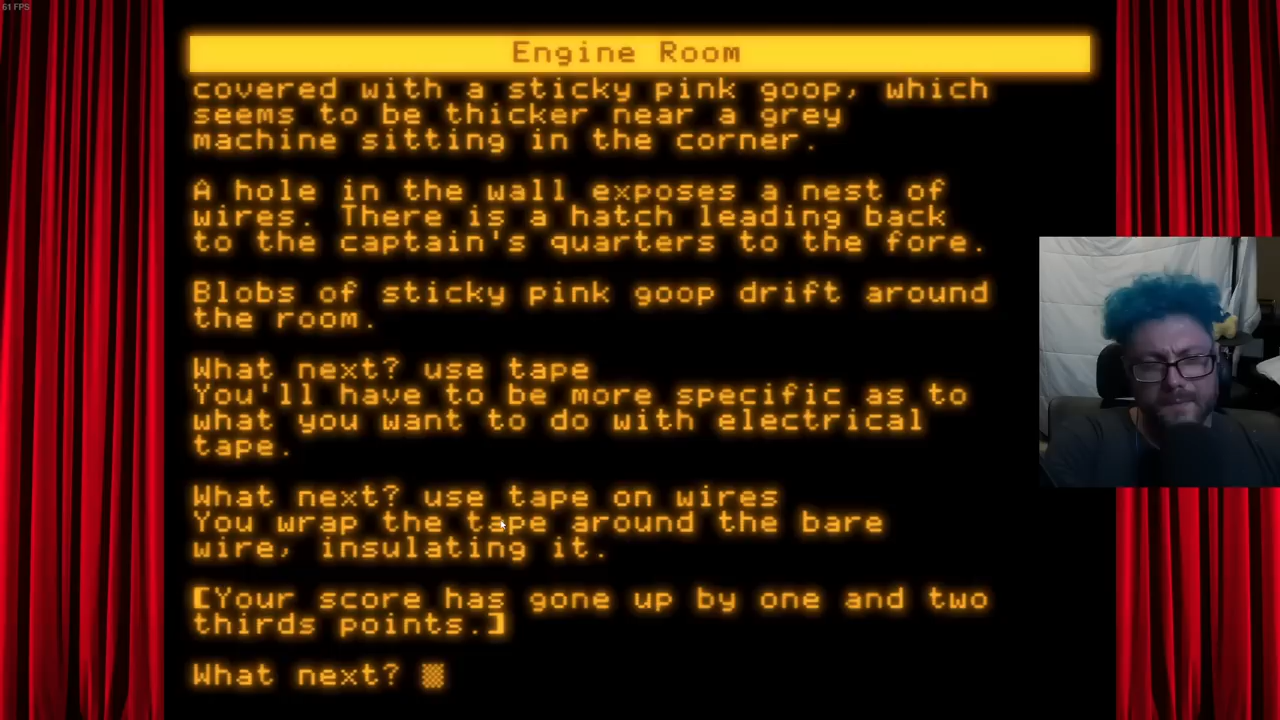 61 FPS
Engine Room
covered with a sticky pink goop, which
seems to be thicker near a grey
machine sitting in the corner.
A hole in the wall exposes a nest of
wires. There is a hatch leading back
to the captain's quarters to the fore.
Blobs of sticky pink goop drift around
the room.
What next? use tape
You'll have to be more specific as to
what you want to do with electrical
tape.
What next? use tape on wires
You wrap the tape around the bare
wire, insulating it.
[Your score has gone up by one and two
thirds points.]
What next?